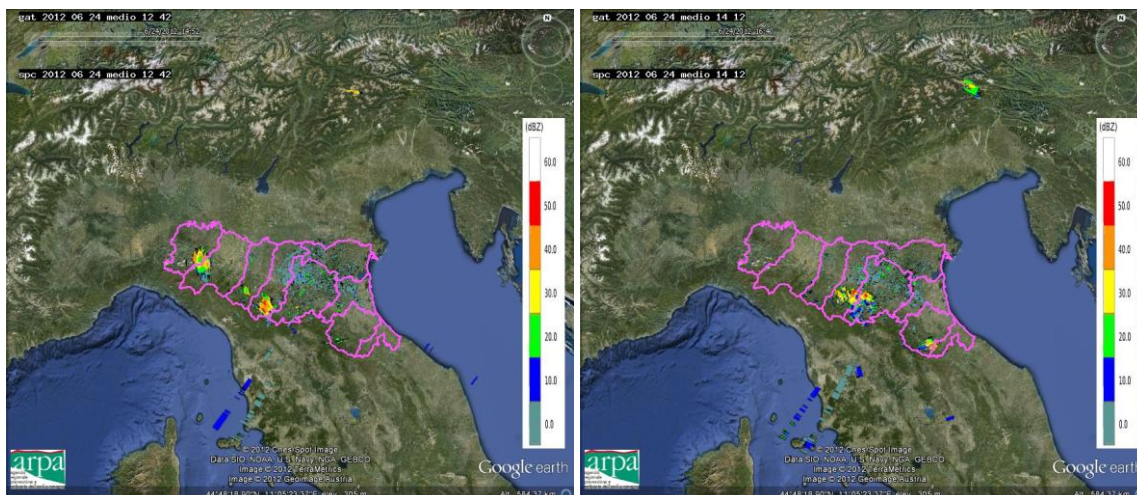 gat 2012 06 24 medio 12 42
6/24/2012 14:52
spc 2012 06 24 medio 12 42
(dBZ)
60.0
50.0
40.0
30.0
20.0
10.0
0.0
© 2012 Cnes/Spot Image
Data SIO, NOAA, U.S. Navy, NGA, GEBCO
Image © 2012 TerraMetrics
Image © 2012 GeoImage Austria
arpa
Google earth
gat 2012 06 24 medio 14 12
spc 2012 06 24 medio 14 12
(dBZ)
60.0
50.0
40.0
30.0
20.0
10.0
0.0
© 2012 Cnes/Spot Image
Data SIO, NOAA, U.S. Navy, NGA, GEBCO
Image © 2012 TerraMetrics
Image © 2012 GeoImage Austria
arpa
Google earth